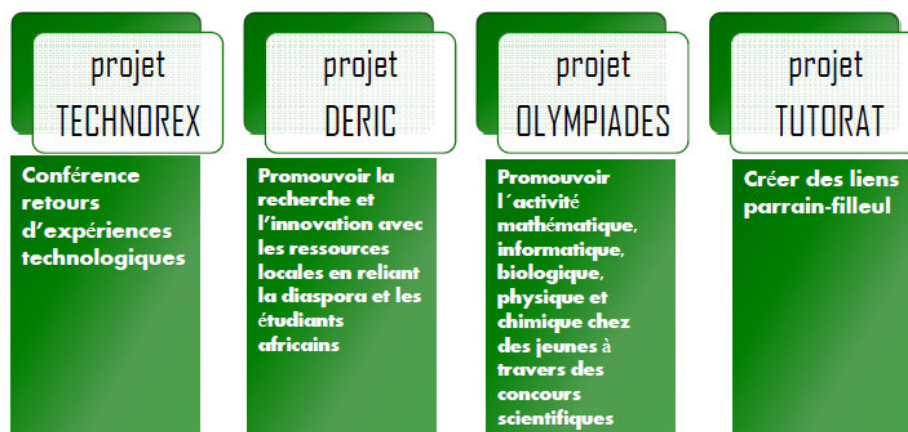 projet
TECHNOREX
Conférence
retours
d'expériences
technologiques
projet
DERIC
Promouvoir la
recherche et
l'innovation avec
les ressources
locales en reliant
la diaspora et les
étudiants
africains
projet
OLYMPIADES
Promouvoir
l´activité
mathématique,
informatique,
biologique,
physique et
chimique chez
des jeunes à
travers des
concours
scientifiques
projet
TUTORAT
Créer des liens
parrain-filleul